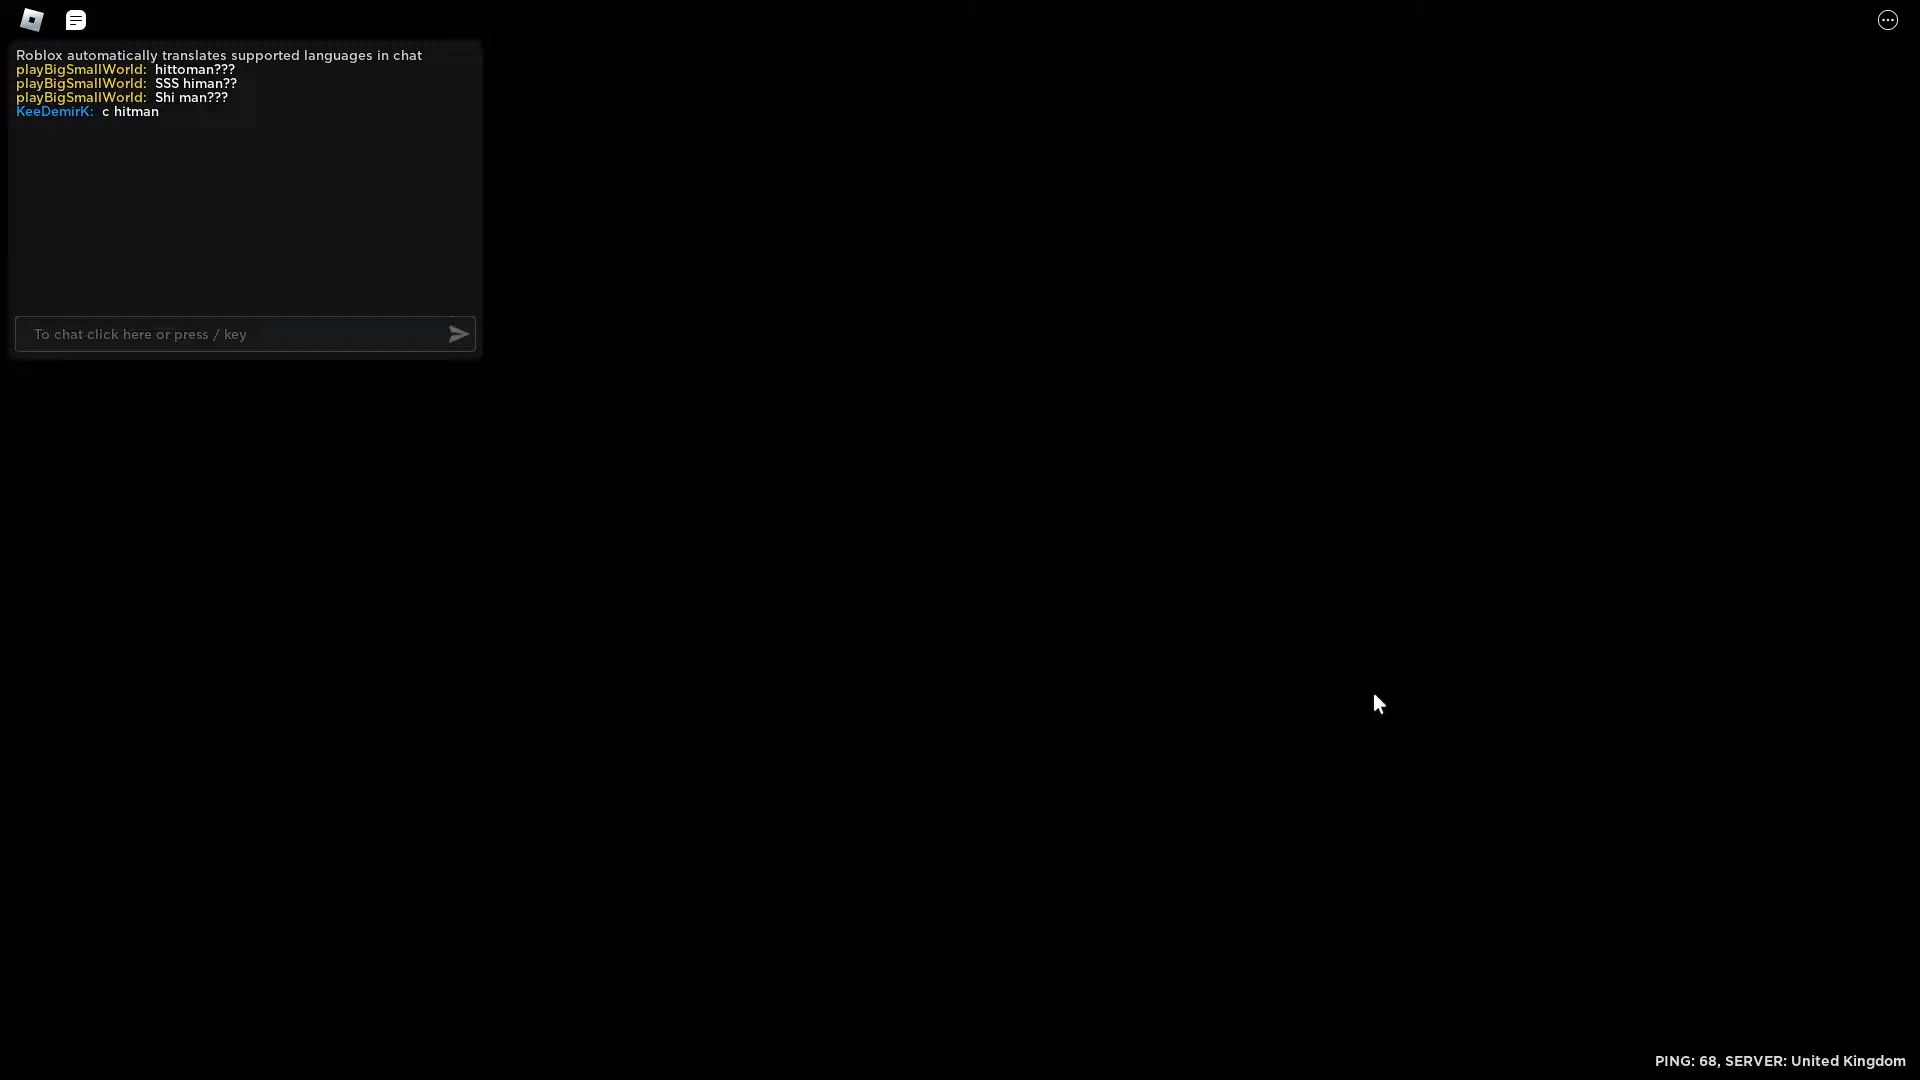 Roblox automatically translates supported languages in chat
playBigSmallWorld: hittoman???
playBigSmallWorld: SSS himan??
playBigSmallWorld: Shi man???
KeeDemirK: c hitman
To chat click here or press / key
PING: 68, SERVER: United Kingdom